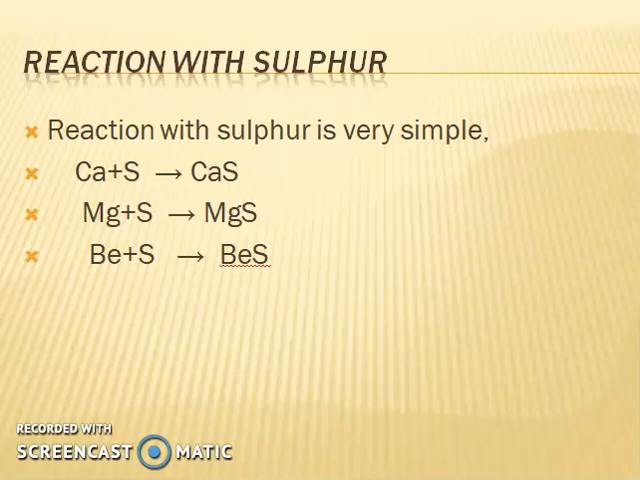 REACTION WITH SULPHUR
Reaction with sulphur is very simple,
Ca+S → CaS
Mg+S → MgS
Be+S → BeS
RECORDED WITH
SCREENCAST MATIC